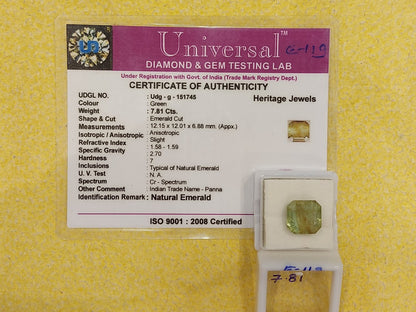 Universal™
E-119
DIAMOND & GEM TESTING LAB
Under Registration with Govt. of India (Trade Mark Registry Dept.)
CERTIFICATE OF AUTHENTICITY
UDGL NO. : Udg - g - 151745
Heritage Jewels
Colour : Green
Weight : 7.81 Cts.
Shape & Cut : Emerald Cut
Measurements : 12.15 x 12.01 x 6.88 mm. (Appx.)
Isotropic / Anisotropic : Anisotropic
: Slight
Refractive Index : 1.58 - 1.59
Specific Gravity : 2.70
Hardness : 7
Inclusions : Typical of Natural Emerald
U. V. Test : N. A.
Spectrum : Cr - Spectrum
Other Comment : Indian Trade Name - Panna
Identification Remark : Natural Emerald
ISO 9001 : 2008 Certified
E-119
7.81